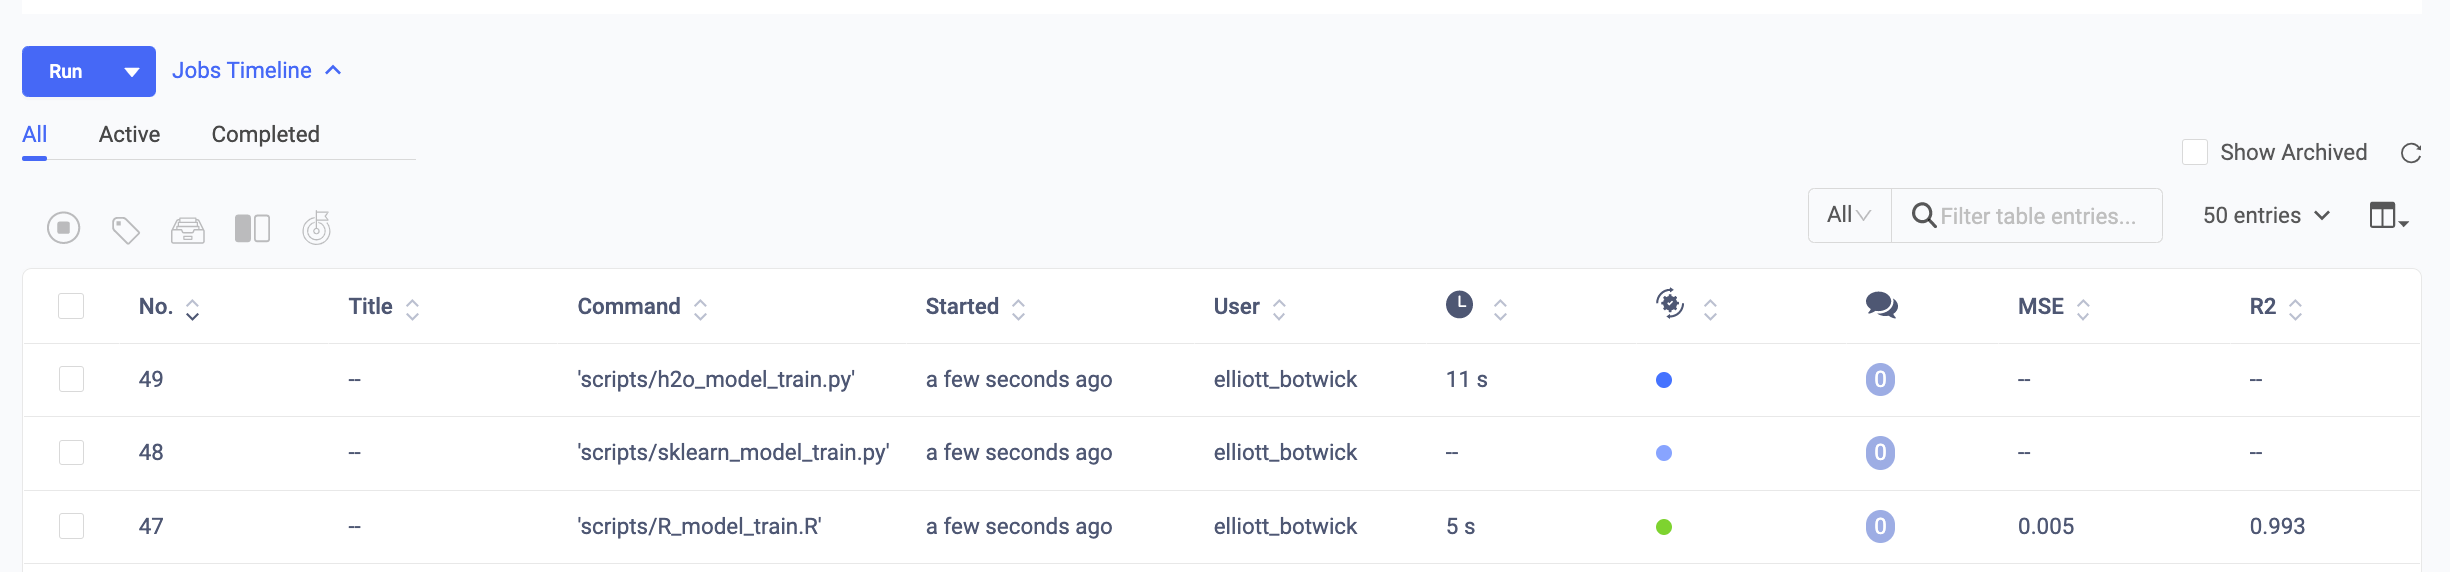 Run Jobs Timeline
All Active Completed
Show Archived
All Filter table entries... 50 entries
No. Title Command Started User MSE R2
49 -- 'scripts/h2o_model_train.py' a few seconds ago elliott_botwick 11 s 0 -- --
48 -- 'scripts/sklearn_model_train.py' a few seconds ago elliott_botwick -- 0 -- --
47 -- 'scripts/R_model_train.R' a few seconds ago elliott_botwick 5 s 0 0.005 0.993